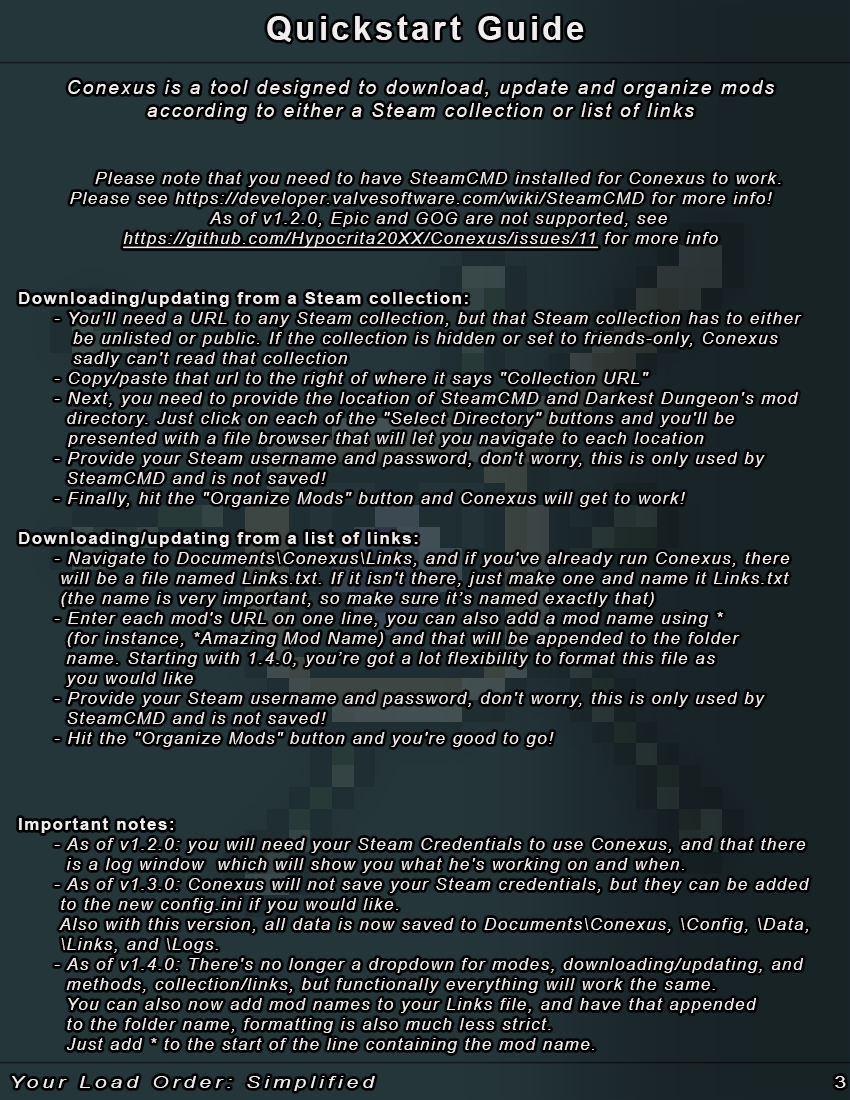 Quickstart Guide
Conexus is a tool designed to download, update and organize mods
according to either a Steam collection or list of links
Please note that you need to have SteamCMD installed for Conexus to work.
Please see https://developer.valvesoftware.com/wiki/SteamCMD for more info!
As of v1.2.0, Epic and GOG are not supported, see
https://github.com/Hypocrita20XX/Conexus/issues/11 for more info
Downloading/updating from a Steam collection:
- You'll need a URL to any Steam collection, but that Steam collection has to either
be unlisted or public. If the collection is hidden or set to friends-only, Conexus
sadly can't read that collection
- Copy/paste that url to the right of where it says "Collection URL"
- Next, you need to provide the location of SteamCMD and Darkest Dungeon's mod
directory. Just click on each of the "Select Directory" buttons and you'll be
presented with a file browser that will let you navigate to each location
- Provide your Steam username and password, don't worry, this is only used by
SteamCMD and is not saved!
- Finally, hit the "Organize Mods" button and Conexus will get to work!
Downloading/updating from a list of links:
- Navigate to Documents\Conexus\Links, and if you've already run Conexus, there
will be a file named Links.txt. If it isn't there, just make one and name it Links.txt
(the name is very important, so make sure it's named exactly that)
- Enter each mod's URL on one line, you can also add a mod name using *
(for instance, *Amazing Mod Name) and that will be appended to the folder
name. Starting with 1.4.0, you're got a lot flexibility to format this file as
you would like
- Provide your Steam username and password, don't worry, this is only used by
SteamCMD and is not saved!
- Hit the "Organize Mods" button and you're good to go!
Important notes:
- As of v1.2.0: you will need your Steam Credentials to use Conexus, and that there
is a log window  which will show you what he's working on and when.
- As of v1.3.0: Conexus will not save your Steam credentials, but they can be added
to the new config.ini if you would like.
Also with this version, all data is now saved to Documents\Conexus, \Config, \Data,
\Links, and \Logs.
- As of v1.4.0: There's no longer a dropdown for modes, downloading/updating, and
methods, collection/links, but functionally everything will work the same.
You can also now add mod names to your Links file, and have that appended
to the folder name, formatting is also much less strict.
Just add * to the start of the line containing the mod name.
Your Load Order: Simplified
3